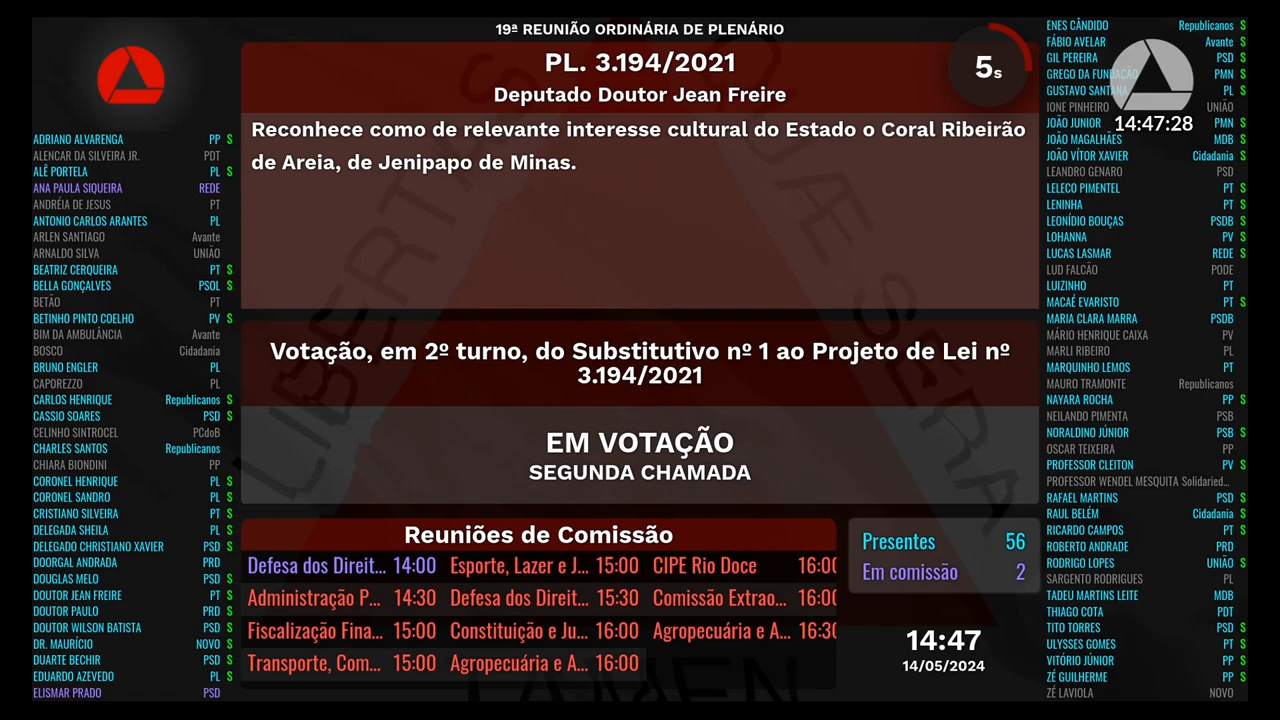 19ª REUNIÃO ORDINÁRIA DE PLENÁRIO
PL. 3.194/2021
Deputado Doutor Jean Freire
5s
Reconhece como de relevante interesse cultural do Estado o Coral Ribeirão
de Areia, de Jenipapo de Minas.
Votação, em 2º turno, do Substitutivo nº 1 ao Projeto de Lei nº
3.194/2021
EM VOTAÇÃO
SEGUNDA CHAMADA
Reuniões de Comissão
Defesa dos Direit... 14:00 Esporte, Lazer e J... 15:00 CIPE Rio Doce 16:00
Administração P... 14:30 Defesa dos Direit... 15:30 Comissão Extrao... 16:00
Fiscalização Fina... 15:00 Constituição e Ju... 16:00 Agropecuária e A... 16:30
Transporte, Com... 15:00 Agropecuária e A... 16:00
Presentes 56
Em comissão 2
14:47
14/05/2024
ADRIANO ALVARENGA PP S
ALENCAR DA SILVEIRA JR. PDT
ALÊ PORTELA PL S
ANA PAULA SIQUEIRA REDE
ANDRÉIA DE JESUS PT
ANTONIO CARLOS ARANTES PL
ARLEN SANTIAGO Avante
ARNALDO SILVA UNIÃO
BEATRIZ CERQUEIRA PT S
BELLA GONÇALVES PSOL S
BETÃO PT
BETINHO PINTO COELHO PV S
BIM DA AMBULÂNCIA Avante
BOSCO Cidadania
BRUNO ENGLER PL
CAPOREZZO PL
CARLOS HENRIQUE Republicanos S
CASSIO SOARES PSD S
CELINHO SINTROCEL PCdoB
CHARLES SANTOS Republicanos
CHIARA BIONDINI PP
CORONEL HENRIQUE PL S
CORONEL SANDRO PL S
CRISTIANO SILVEIRA PT S
DELEGADA SHEILA PL S
DELEGADO CHRISTIANO XAVIER PSD S
DOORGAL ANDRADA PRD
DOUGLAS MELO PSD S
DOUTOR JEAN FREIRE PT S
DOUTOR PAULO PRD S
DOUTOR WILSON BATISTA PSD S
DR. MAURÍCIO NOVO S
DUARTE BECHIR PSD S
EDUARDO AZEVEDO PL S
ELISMAR PRADO PSD
ENES CÂNDIDO Republicanos S
FÁBIO AVELAR Avante S
GIL PEREIRA PSD S
GREGO DA FUNDAÇÃO PMN S
GUSTAVO SANTANA PL S
IONE PINHEIRO UNIÃO
JOÃO JUNIOR PMN S
14:47:28
JOÃO MAGALHÃES MDB S
JOÃO VÍTOR XAVIER Cidadania S
LEANDRO GENARO PSD
LELECO PIMENTEL PT S
LENINHA PT S
LEONÍDIO BOUÇAS PSDB S
LOHANNA PV S
LUCAS LASMAR REDE S
LUD FALCÃO PODE
LUIZINHO PT
MACAÉ EVARISTO PT S
MARIA CLARA MARRA PSDB
MÁRIO HENRIQUE CAIXA PV
MARLI RIBEIRO PL
MARQUINHO LEMOS PT
MAURO TRAMONTE Republicanos
NAYARA ROCHA PP S
NEILANDO PIMENTA PSB
NORALDINO JÚNIOR PSB S
OSCAR TEIXEIRA PP
PROFESSOR CLEITON PV S
PROFESSOR WENDEL MESQUITA Solidaried...
RAFAEL MARTINS PSD S
RAUL BELÉM Cidadania S
RICARDO CAMPOS PT S
ROBERTO ANDRADE PRD
RODRIGO LOPES UNIÃO S
SARGENTO RODRIGUES PL
TADEU MARTINS LEITE MDB
THIAGO COTA PDT
TITO TORRES PSD S
ULYSSES GOMES PT S
VITÓRIO JÚNIOR PP S
ZÉ GUILHERME PP S
ZÉ LAVIOLA NOVO